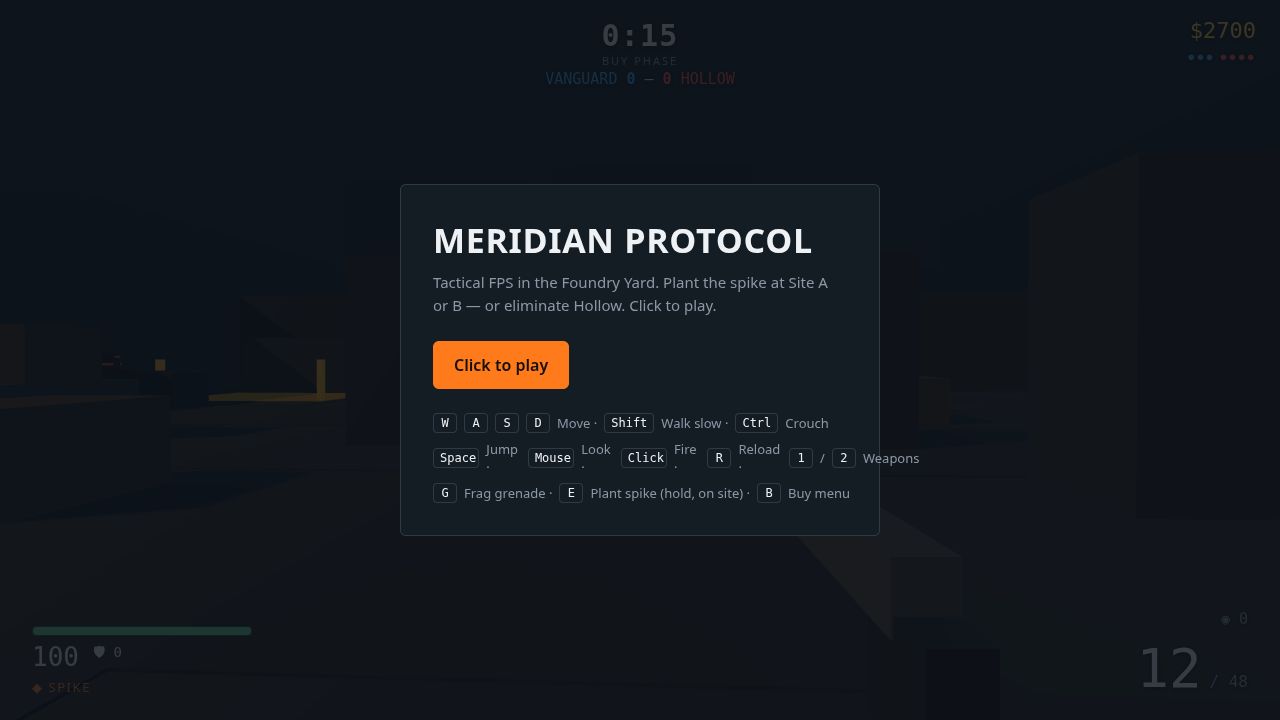 0:15
BUY PHASE
VANGUARD 0 — 0 HOLLOW
$2700
MERIDIAN PROTOCOL
Tactical FPS in the Foundry Yard. Plant the spike at Site A
or B — or eliminate Hollow. Click to play.
Click to play
W A S D Move · Shift Walk slow · Ctrl Crouch
Space Jump · Mouse Look · Click Fire · R Reload · 1 / 2 Weapons
G Frag grenade · E Plant spike (hold, on site) · B Buy menu
100 0
◆ SPIKE
◉ 0
12 / 48